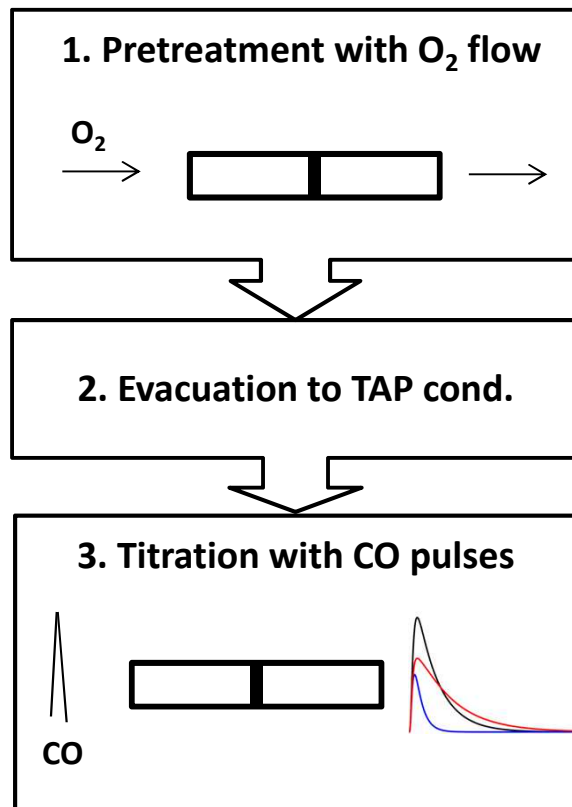 1. Pretreatment with O₂ flow
O₂
2. Evacuation to TAP cond.
3. Titration with CO pulses
CO